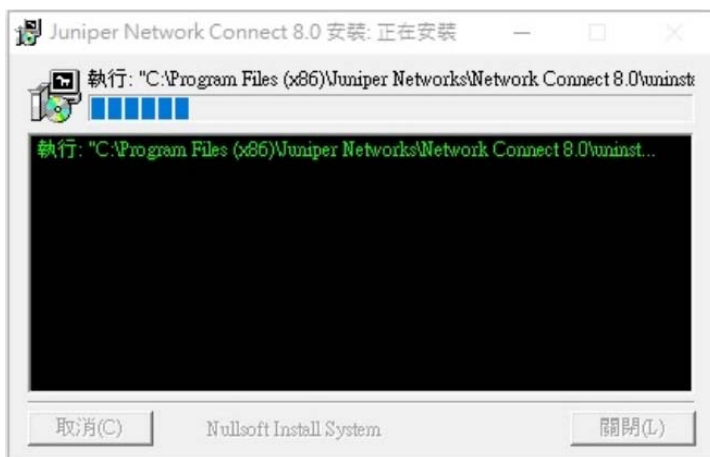 Juniper Network Connect 8.0 安裝: 正在安裝
執行: "C:\Program Files (x86)\Juniper Networks\Network Connect 8.0\uninsta
執行: "C:\Program Files (x86)\Juniper Networks\Network Connect 8.0\uninst...
取消(C)
Nullsoft Install System
關閉(L)